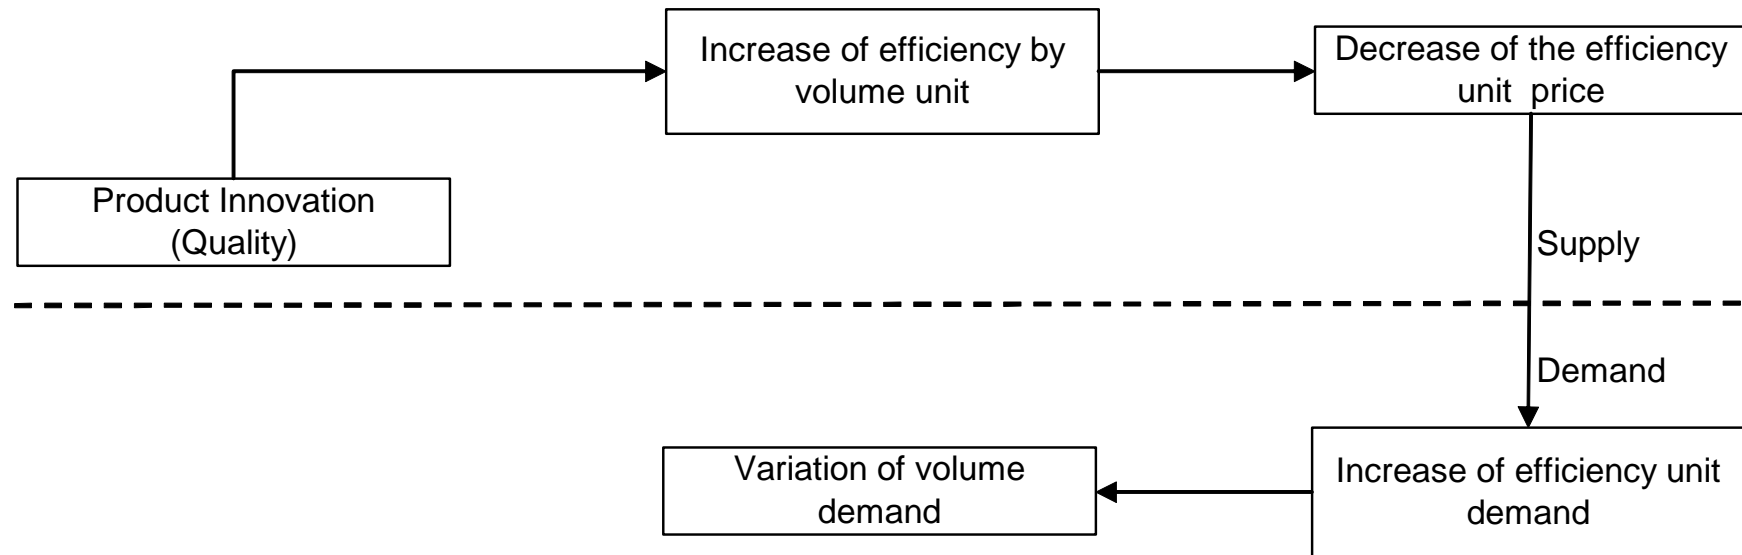 Increase of efficiency by
volume unit
Decrease of the efficiency
unit price
Product Innovation
(Quality)
Supply
Demand
Variation of volume
demand
Increase of efficiency unit
demand